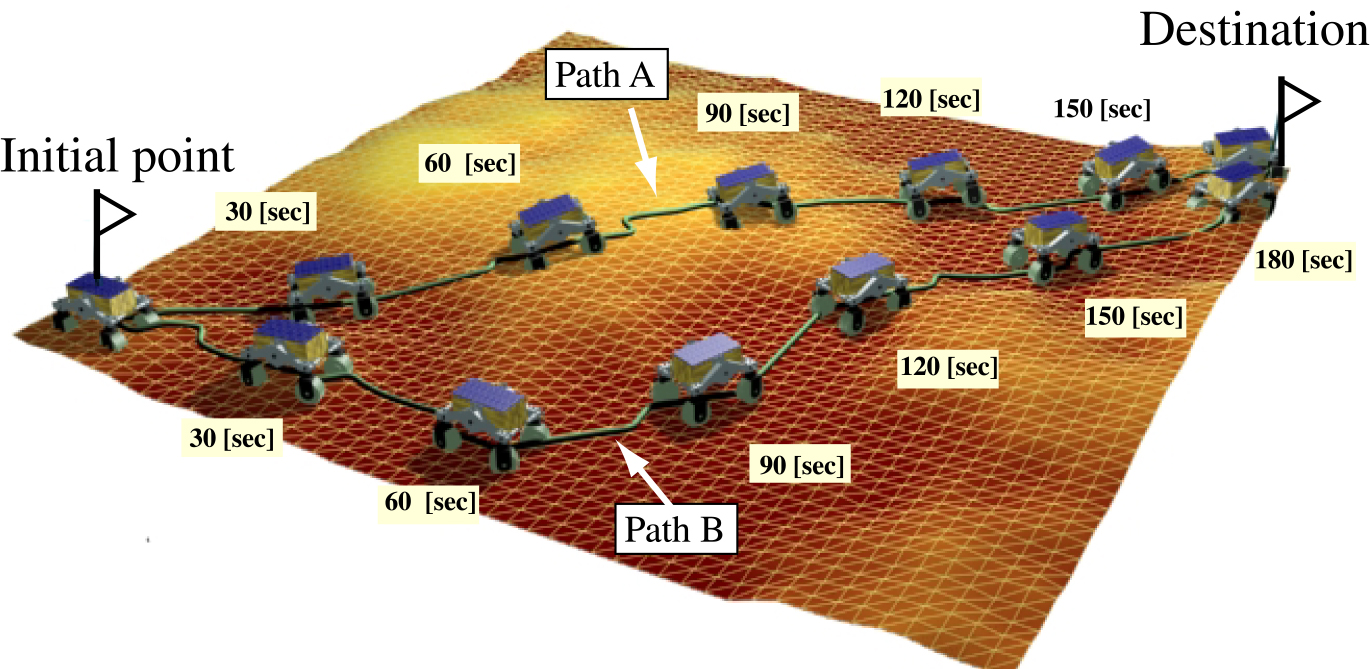 Destination
Path A
90 [sec]
120 [sec]
150 [sec]
Initial point
60 [sec]
30 [sec]
180 [sec]
150 [sec]
120 [sec]
30 [sec]
90 [sec]
60 [sec]
Path B